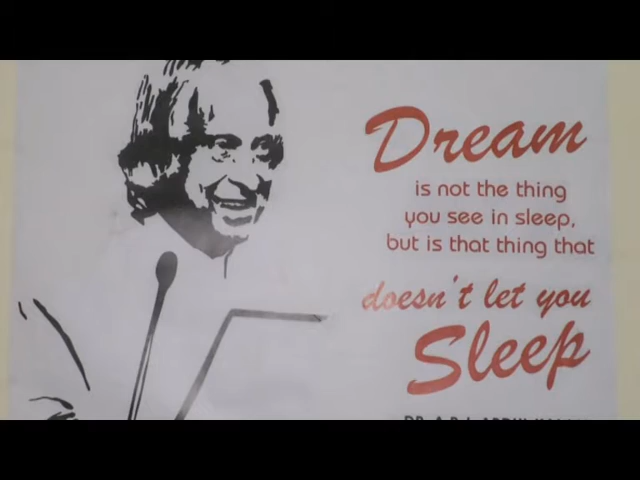 Dream
is not the thing
you see in sleep,
but is that thing that
doesn't let you
Sleep